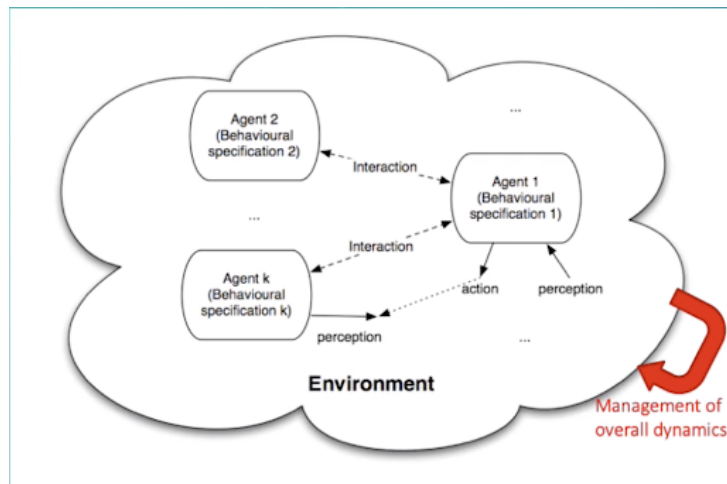 Agent 2
(Behavioural
specification 2)
...
Interaction
Agent 1
(Behavioural
specification 1)
...
Interaction
Agent k
(Behavioural
specification k)
action
perception
perception
...
Environment
Management of
overall dynamics